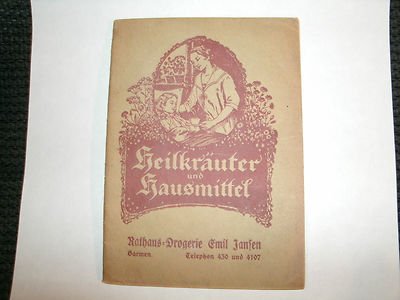 Heilkräuter
und
Hausmittel
Rathaus-Drogerie Emil Jansen
Barmen. Telephon 430 und 4107